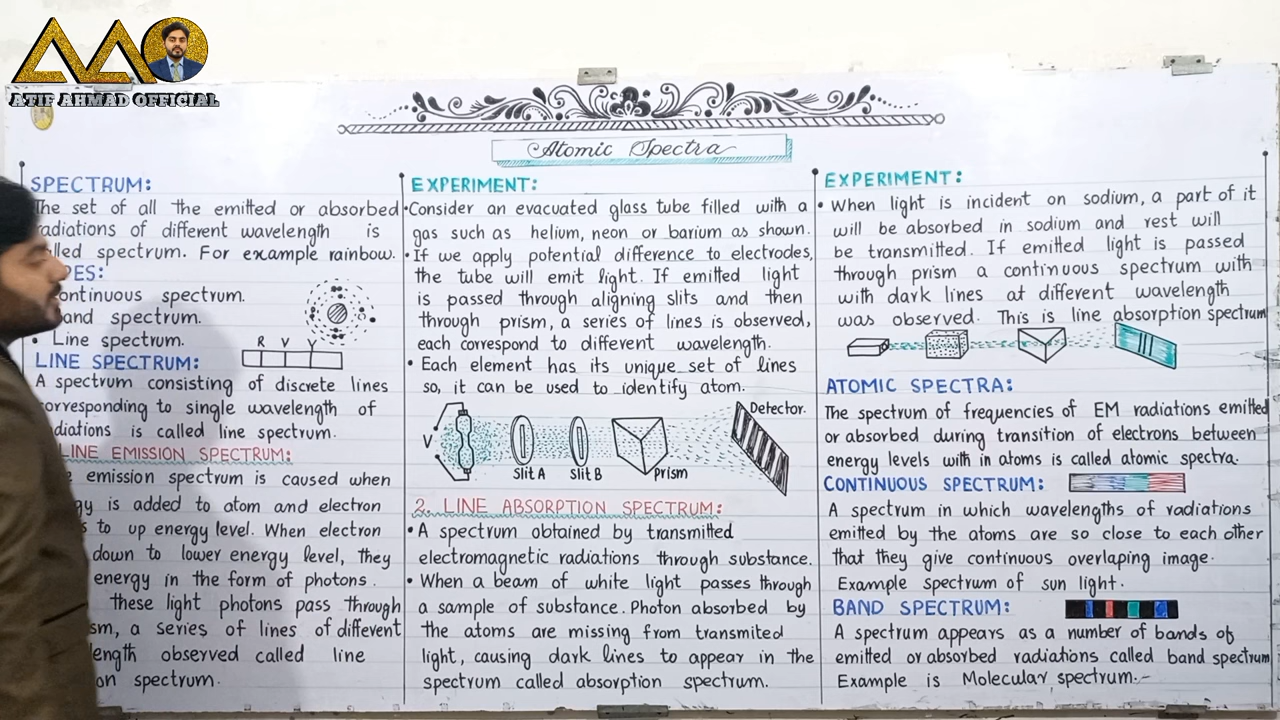 ATIF AHMAD OFFICIAL
Atomic Spectra
SPECTRUM:
The set of all the emitted or absorbed
radiations of different wavelength is
spectrum. For example rainbow.
ontinuous spectrum.
spectrum.
• Line spectrum.
R V Y
LINE SPECTRUM:
A spectrum consisting of discrete lines
corresponding to single wavelength of
is called line spectrum.
LINE EMISSION SPECTRUM:
emission spectrum is caused when
is added to atom and electron
to up energy level. When electron
down to lower energy level, they
energy in the form of photons.
these light photons pass through
a series of lines of different
observed called line
spectrum.
EXPERIMENT:
• Consider an evacuated glass tube filled with a
gas such as helium, neon or barium as shown.
• If we apply potential difference to electrodes,
the tube will emit light. If emitted light
is passed through aligning slits and then
through prism, a series of lines is observed,
each correspond to different wavelength.
• Each element has its unique set of lines
so, it can be used to identify atom.
V
Slit A
Slit B
Prism
Detector.
2. LINE ABSORPTION SPECTRUM:
• A spectrum obtained by transmitted
electromagnetic radiations through substance.
• When a beam of white light passes through
a sample of substance. Photon absorbed by
the atoms are missing from transmited
light, causing dark lines to appear in the
spectrum called absorption spectrum.
EXPERIMENT:
• When light is incident on sodium, a part of it
will be absorbed in sodium and rest will
be transmitted. If emitted light is passed
through prism a continuous spectrum with
with dark lines at different wavelength
was observed. This is line absorption spectrum
ATOMIC SPECTRA:
The spectrum of frequencies of EM radiations emitted
or absorbed during transition of electrons between
energy levels with in atoms is called atomic spectra.
CONTINUOUS SPECTRUM:
A spectrum in which wavelengths of radiations
emitted by the atoms are so close to each other
that they give continuous overlaping image.
Example spectrum of sun light.
BAND SPECTRUM:
A spectrum appears as a number of bands of
emitted or absorbed radiations called band spectrum
Example is Molecular spectrum.-